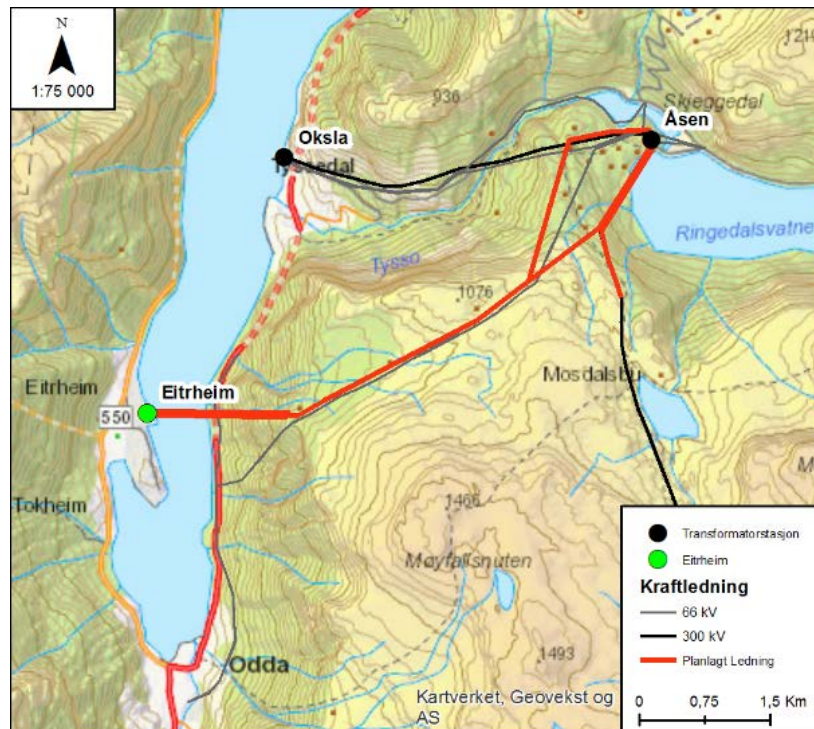 N
1:75 000
1210
Skjeggedal
936
Åsen
Oksla
Tyssedal
Ringedalsvatne
Tysso
1076
Mosdalsbu
Eitrheim
Eitrheim
550
Tokheim
1466
M
Møyfallsnuten
1493
Odda
Kartverket, Geovekst og
AS
Transformatorstasjon
Eitrheim
Kraftledning
66 kV
300 kV
Planlagt Ledning
0 0,75 1,5 Km